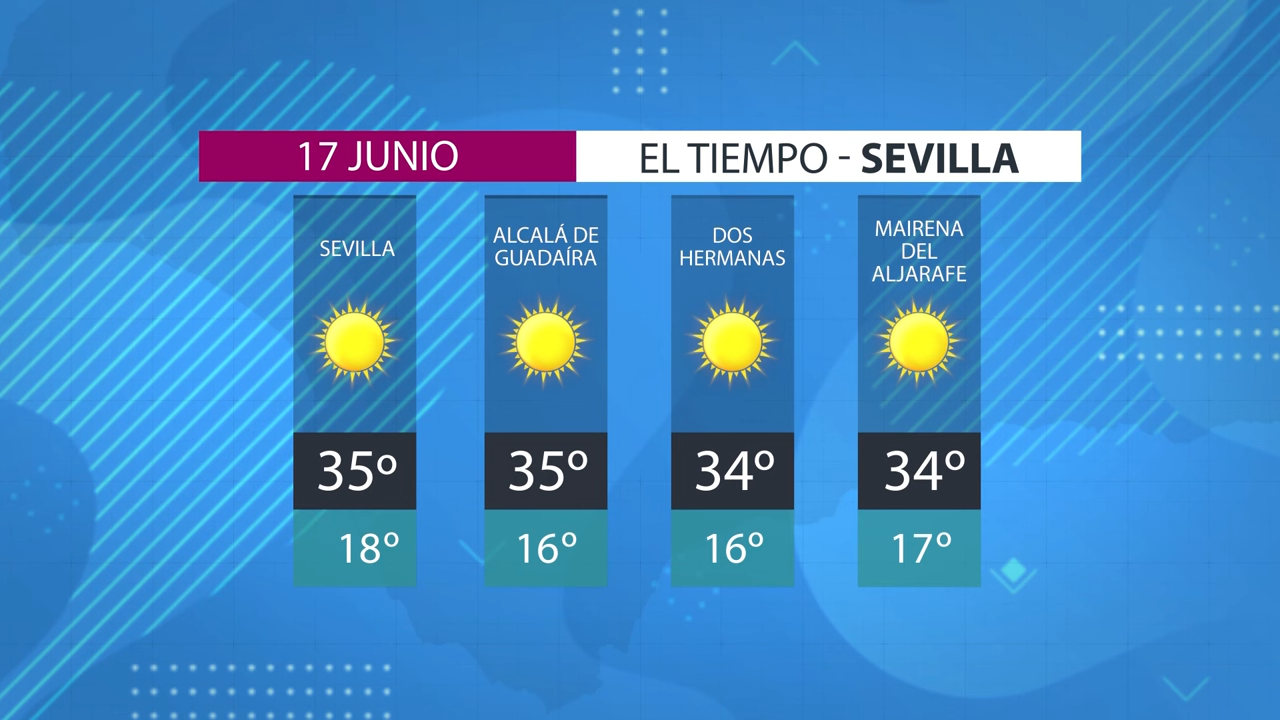 17 JUNIO
EL TIEMPO - SEVILLA
SEVILLA
ALCALÁ DE
GUADAÍRA
DOS
HERMANAS
MAIRENA
DEL
ALJARAFE
35º
35º
34º
34º
18º
16º
16º
17º